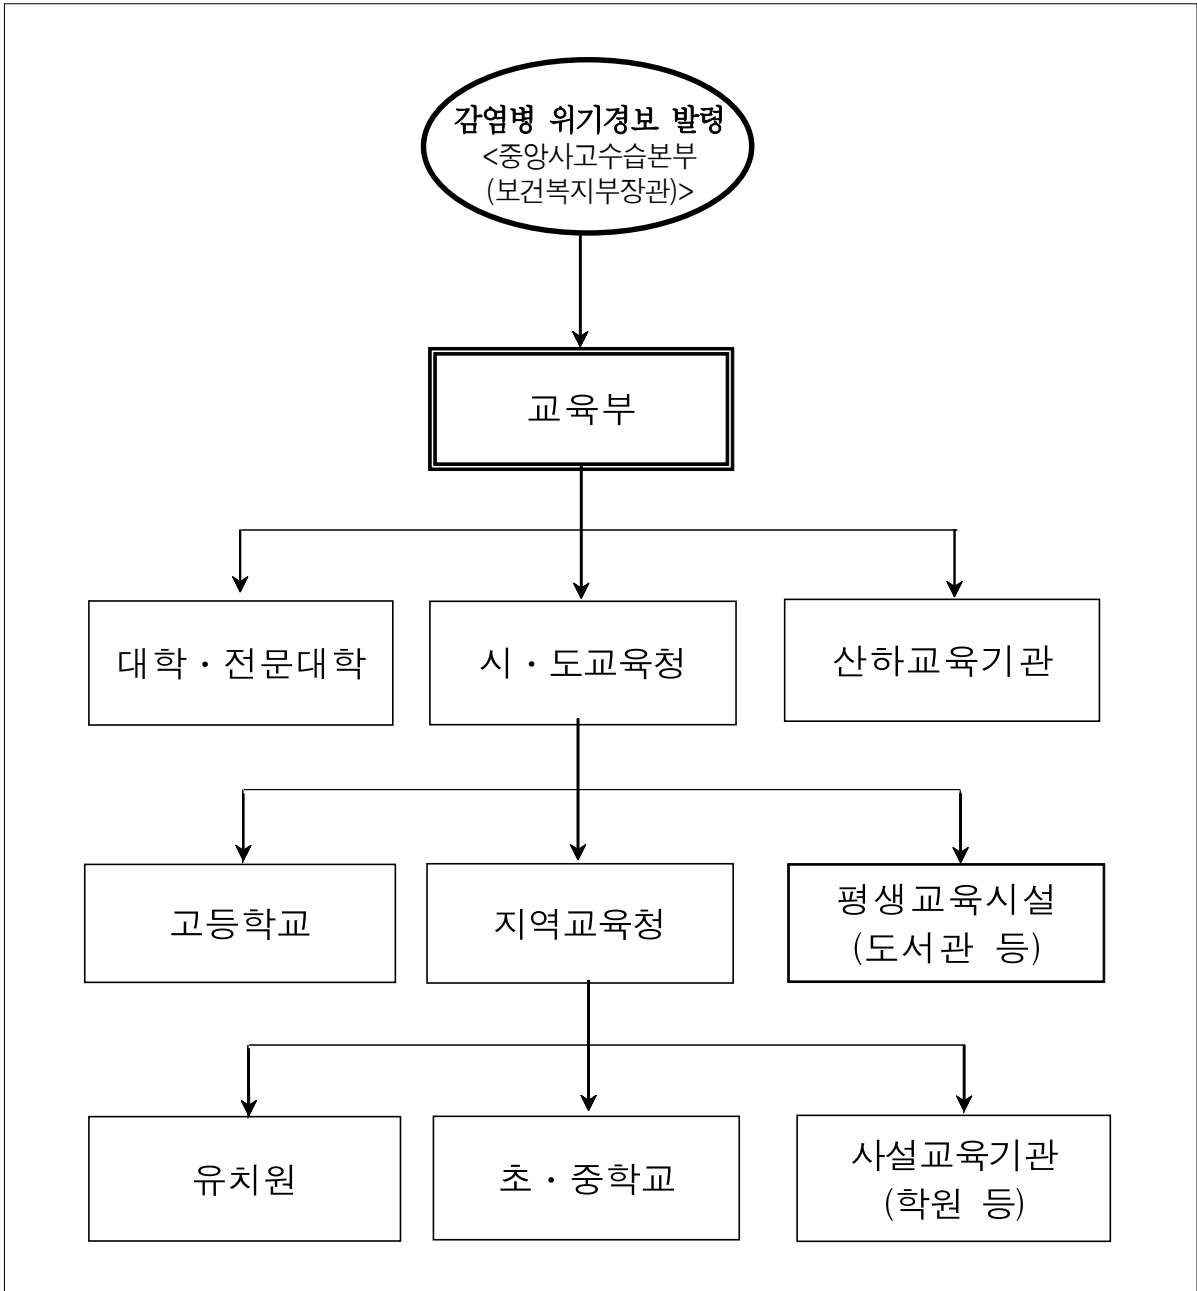 감염병 위기경보 발령
<중앙사고수습본부
(보건복지부장관)>
교육부
대학・전문대학
시・도교육청
산하교육기관
고등학교
지역교육청
평생교육시설
(도서관 등)
유치원
초・중학교
사설교육기관
(학원 등)